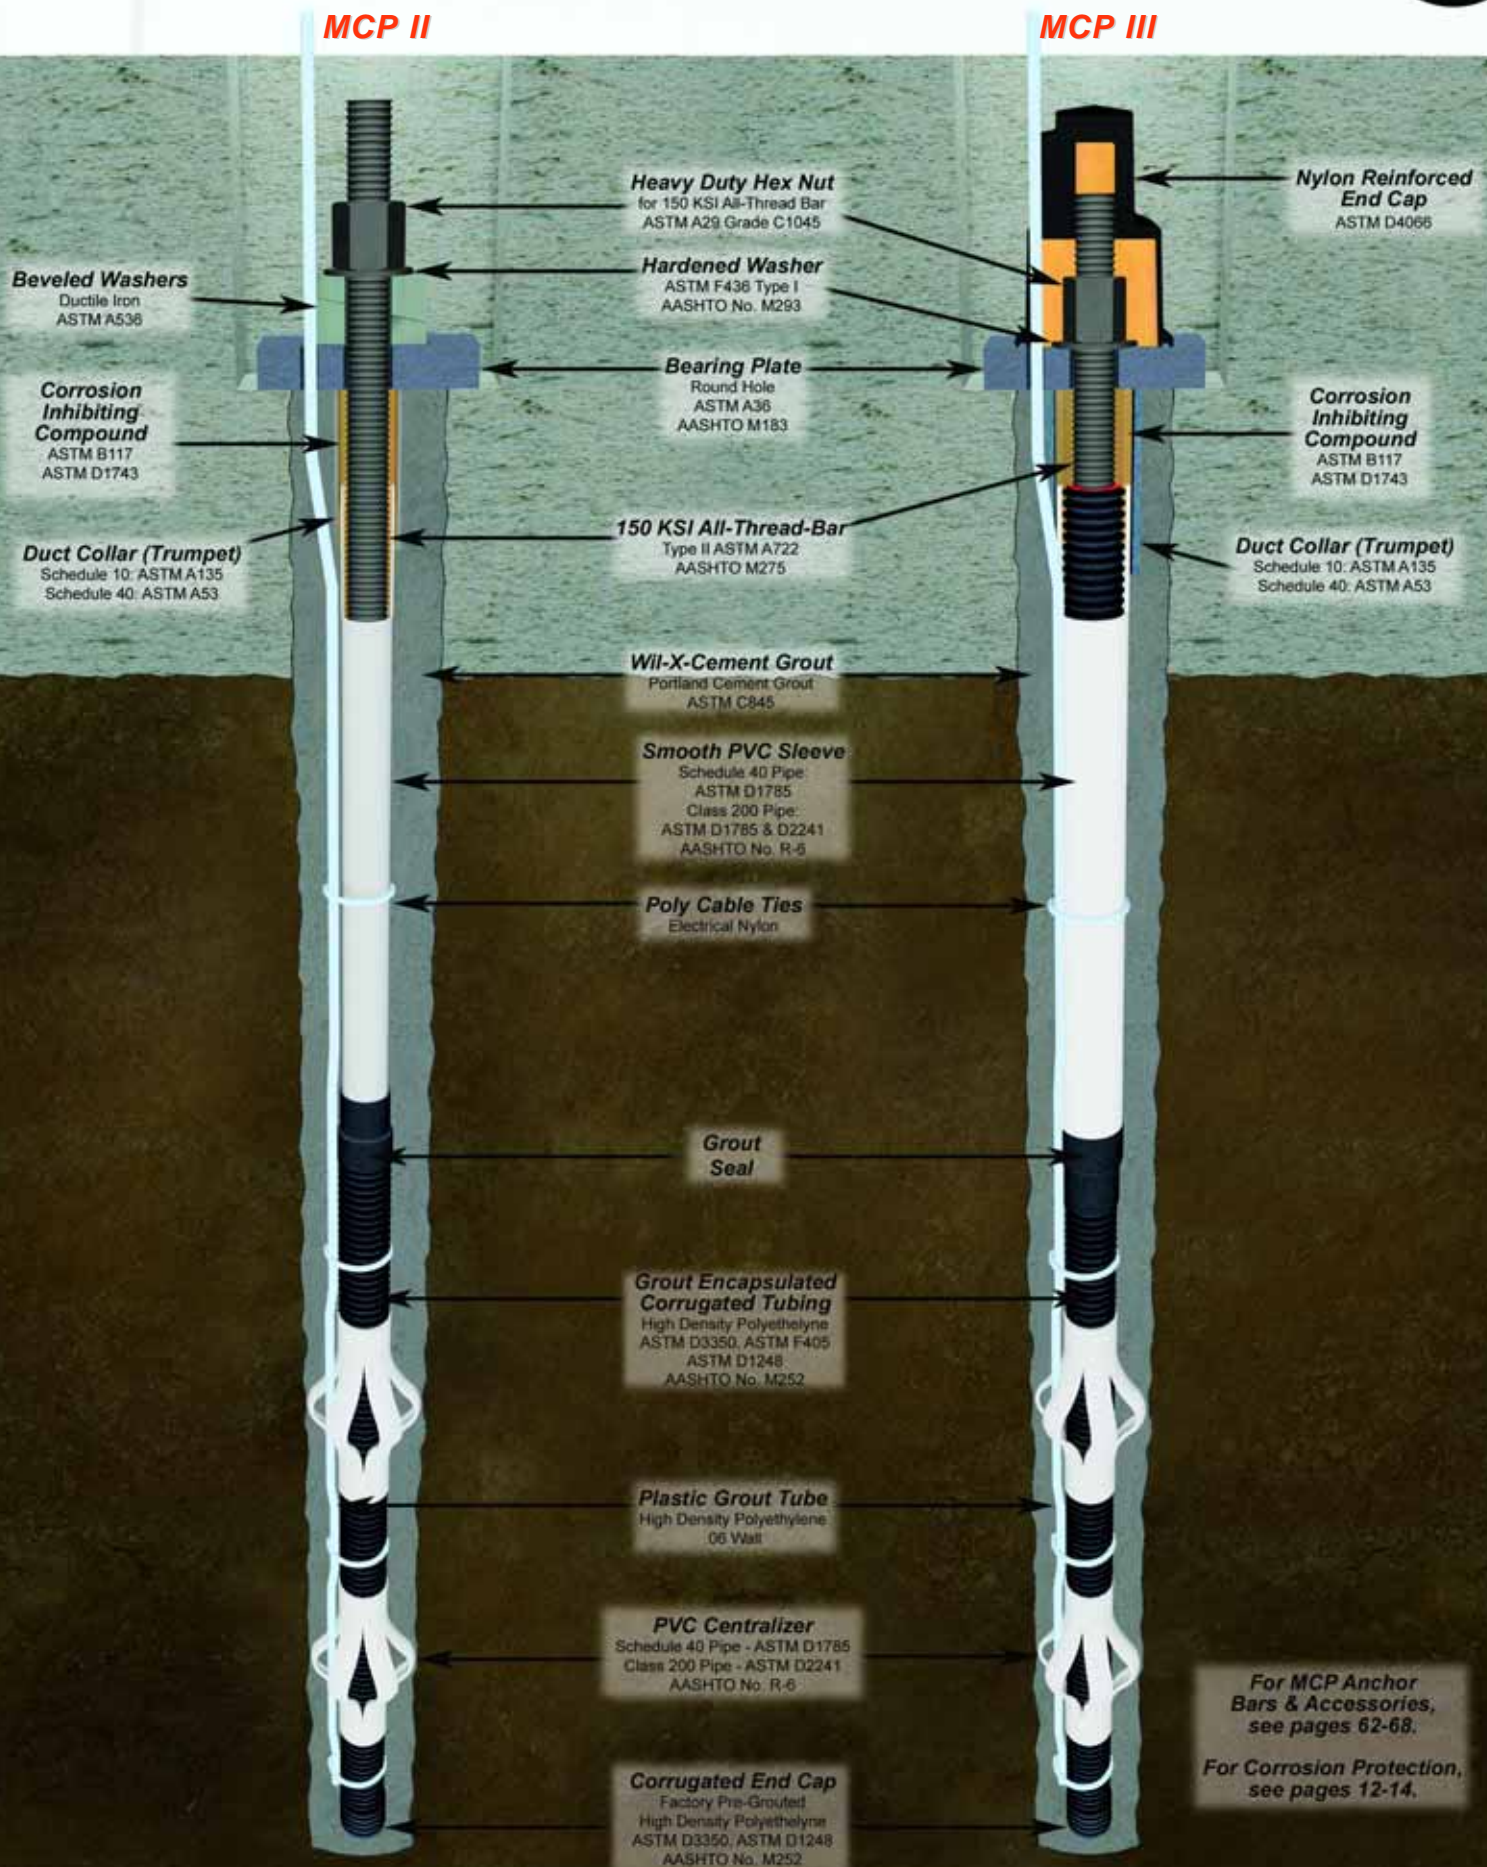 MCP II
MCP III
Heavy Duty Hex Nut
for 150 KSI All-Thread Bar
ASTM A29 Grade C1045
Nylon Reinforced
End Cap
ASTM D4066
Beveled Washers
Ductile Iron
ASTM A536
Hardened Washer
ASTM F436 Type I
AASHTO No. M293
Bearing Plate
Round Hole
ASTM A36
AASHTO M183
Corrosion
Inhibiting
Compound
ASTM B117
ASTM D1743
Corrosion
Inhibiting
Compound
ASTM B117
ASTM D1743
150 KSI All-Thread-Bar
Type II ASTM A722
AASHTO M275
Duct Collar (Trumpet)
Schedule 10: ASTM A135
Schedule 40: ASTM A53
Duct Collar (Trumpet)
Schedule 10: ASTM A135
Schedule 40: ASTM A53
Wil-X-Cement Grout
Portland Cement Grout
ASTM C845
Smooth PVC Sleeve
Schedule 40 Pipe:
ASTM D1785
Class 200 Pipe:
ASTM D1785 & D2241
AASHTO No. R-6
Poly Cable Ties
Electrical Nylon
Grout
Seal
Grout Encapsulated
Corrugated Tubing
High Density Polyethelyne
ASTM D3350, ASTM F405
ASTM D1248
AASHTO No. M252
Plastic Grout Tube
High Density Polyethylene
06 Wall
PVC Centralizer
Schedule 40 Pipe - ASTM D1785
Class 200 Pipe - ASTM D2241
AASHTO No. R-6
For MCP Anchor
Bars & Accessories,
see pages 62-68.
For Corrosion Protection,
see pages 12-14.
Corrugated End Cap
Factory Pre-Grouted
High Density Polyethelyne
ASTM D3350, ASTM D1248
AASHTO No. M252